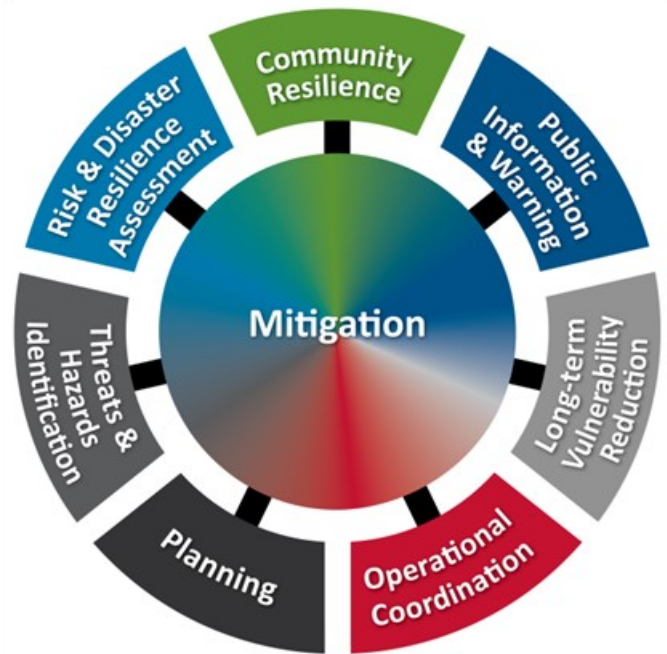 Community
Resilience
Public
Information
& Warning
Long-term
Vulnerability
Reduction
Operational
Coordination
Planning
Threats &
Hazards
Identification
Risk & Disaster
Resilience
Assessment
Mitigation